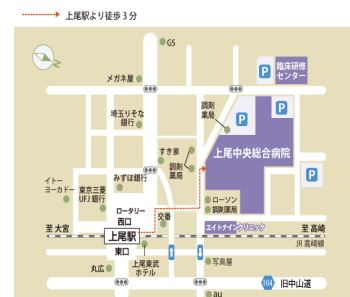 上尾駅より徒歩3分
N
GS
メガネ屋
P
臨床研修
センター
P
埼玉りそな
銀行
調剤
薬局
P
すき家
上尾中央総合病院
調剤
薬局
P
イトー
ヨーカドー
東京三菱
UFJ銀行
みずほ銀行
ローソン
調剤薬局
ロータリー
西口
交番
エイトナインクリニック
至大宮
上尾駅
至高崎
JR高崎線
東口
丸広
上尾東武
ホテル
写真屋
164
旧中山道
au